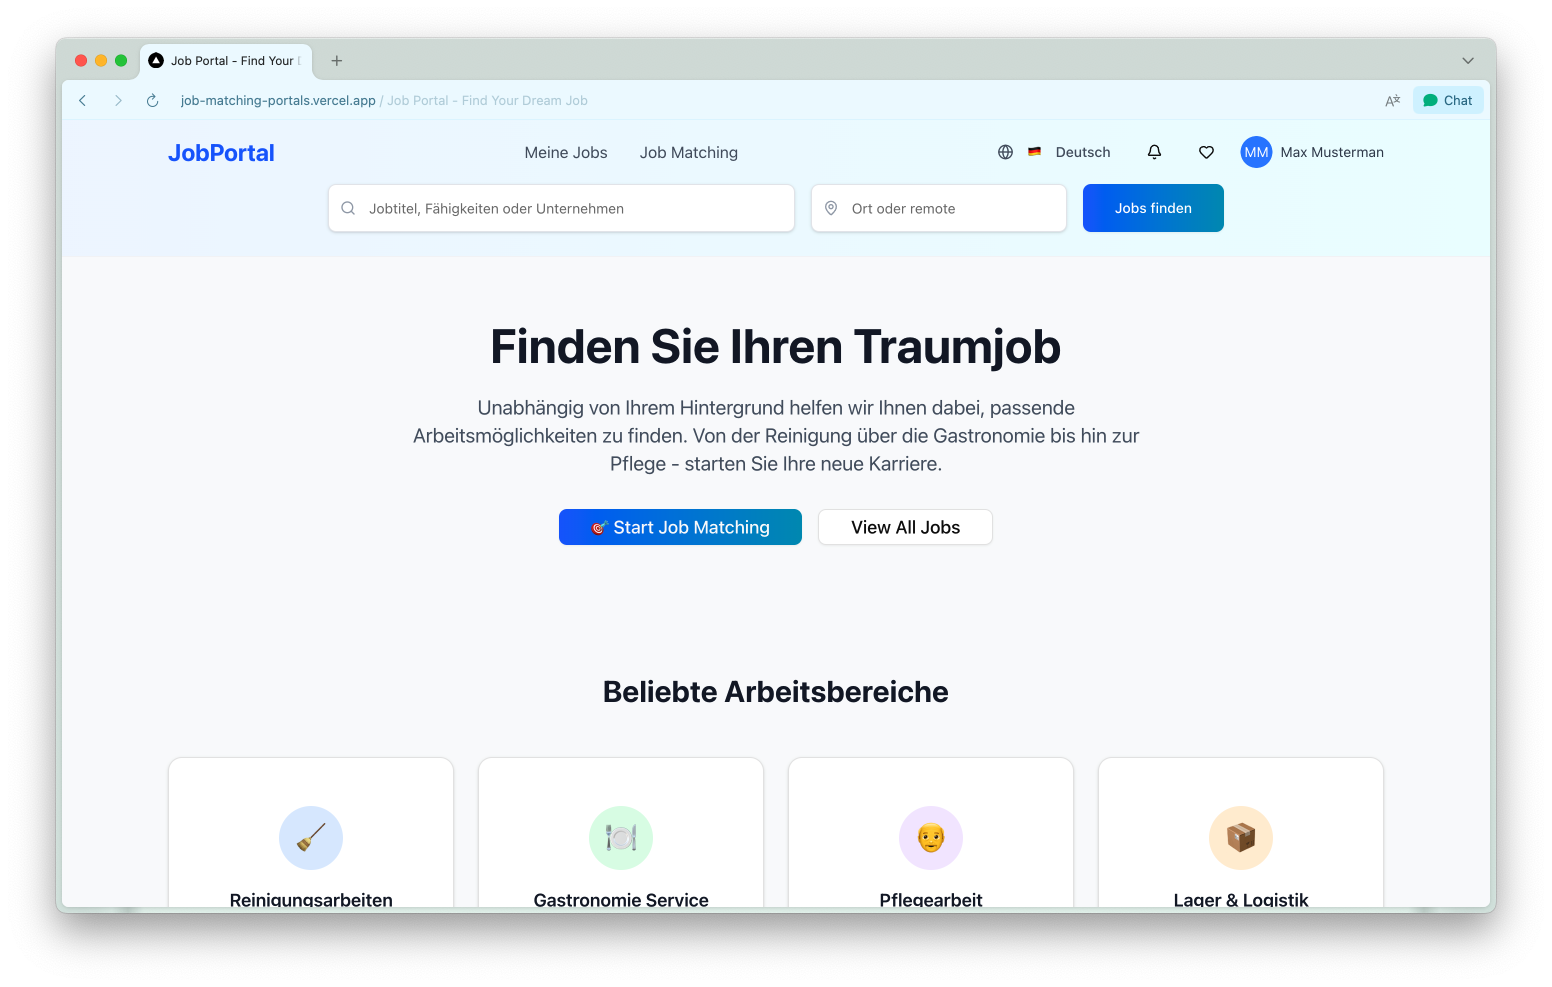 Job Portal - Find Your
job-matching-portals.vercel.app / Job Portal - Find Your Dream Job
Chat
JobPortal
Meine Jobs
Job Matching
Deutsch
MM
Max Musterman
Jobtitel, Fähigkeiten oder Unternehmen
Ort oder remote
Jobs finden
Finden Sie Ihren Traumjob
Unabhängig von Ihrem Hintergrund helfen wir Ihnen dabei, passende
Arbeitsmöglichkeiten zu finden. Von der Reinigung über die Gastronomie bis hin zur
Pflege - starten Sie Ihre neue Karriere.
Start Job Matching
View All Jobs
Beliebte Arbeitsbereiche
Reinigungsarbeiten
Gastronomie Service
Pflegearbeit
Lager & Logistik